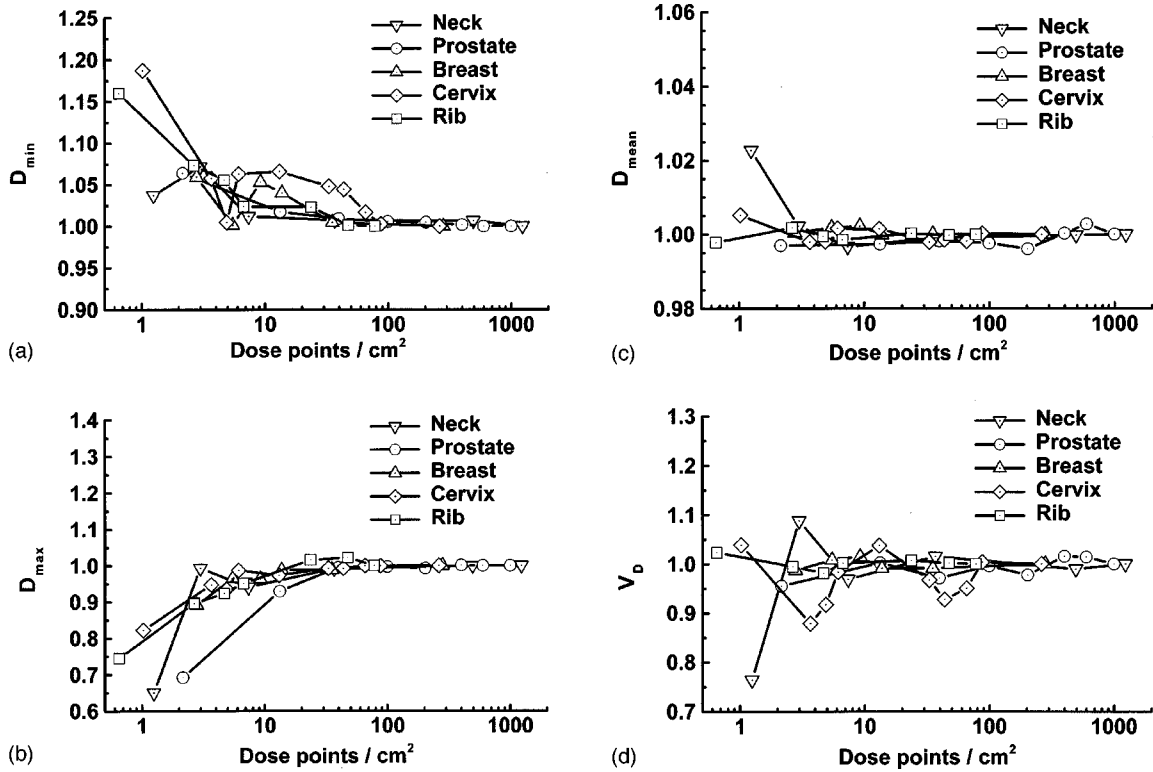 1.25
1.20
1.15
1.10
1.05
1.00
0.95
0.90
D min
Neck
Prostate
Breast
Cervix
Rib
1 10 100 1000
Dose points / cm2
(a)
1.06
1.04
1.02
1.00
0.98
D mean
Neck
Prostate
Breast
Cervix
Rib
1 10 100 1000
Dose points / cm2
(c)
1.4
1.3
1.2
1.1
1.0
0.9
0.8
0.7
0.6
D max
Neck
Prostate
Breast
Cervix
Rib
1 10 100 1000
Dose points / cm2
(b)
1.3
1.2
1.1
1.0
0.9
0.8
0.7
V D
Neck
Prostate
Breast
Cervix
Rib
1 10 100 1000
Dose points / cm2
(d)